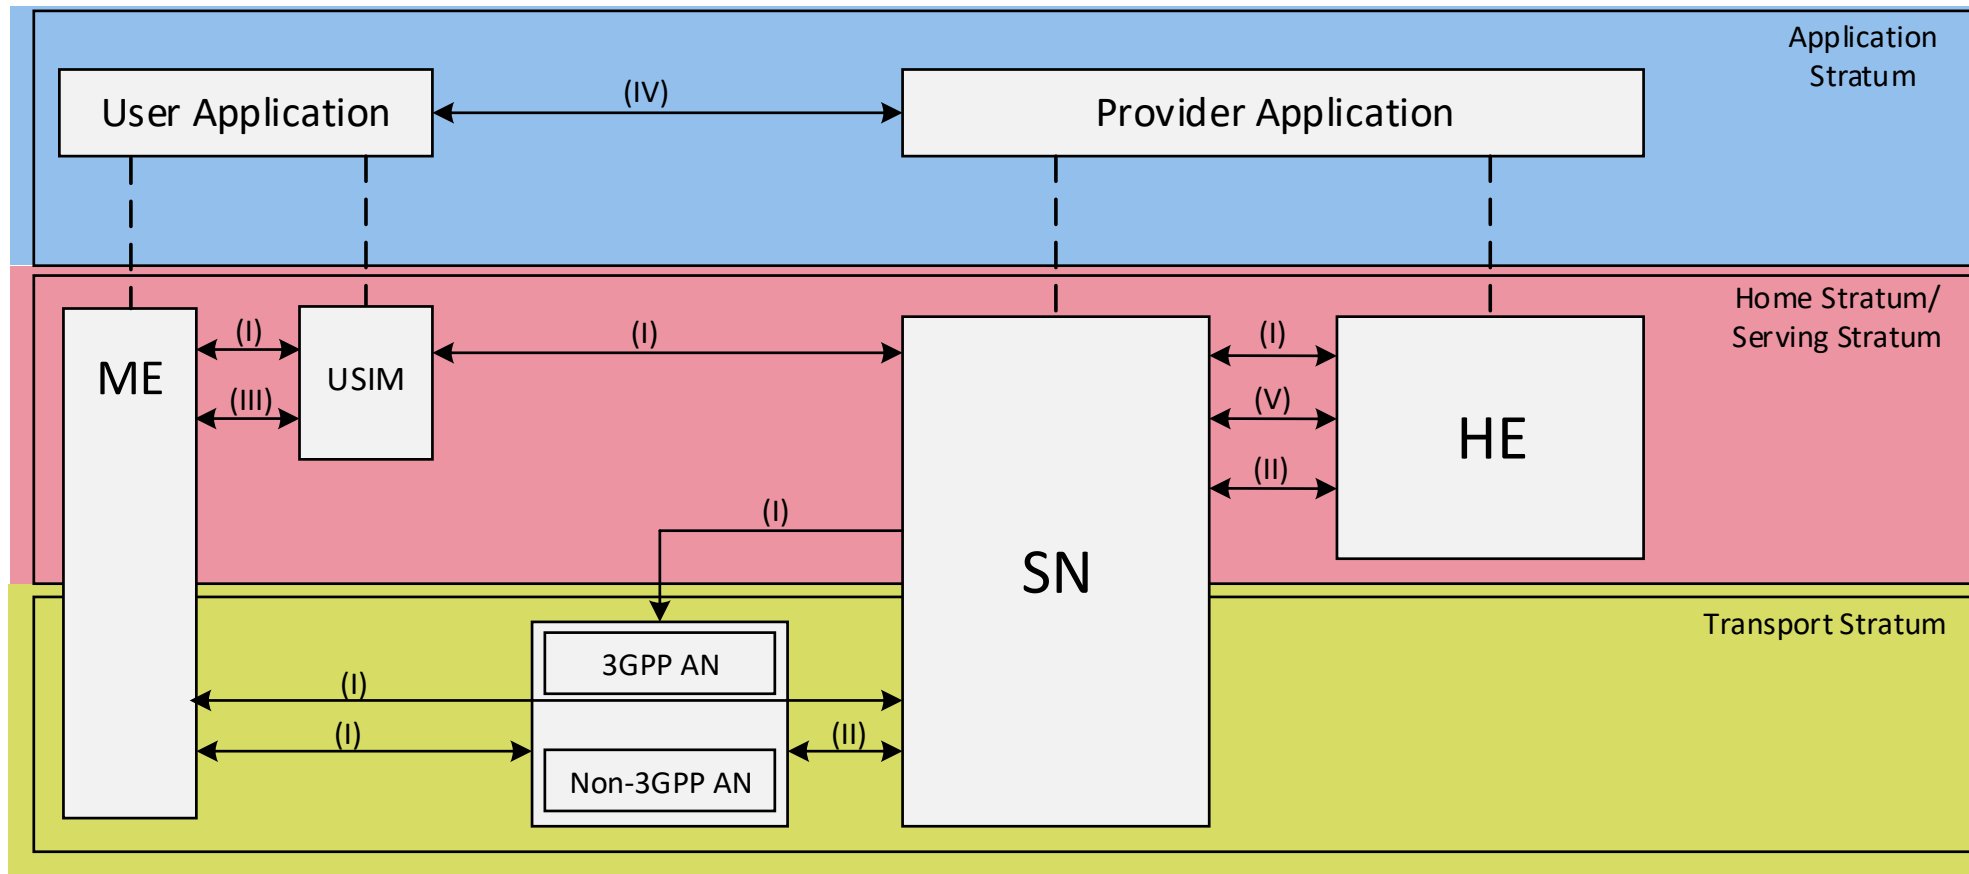 Application
Stratum
User Application
(IV)
Provider Application
Home Stratum/
Serving Stratum
ME
(I)
(III)
USIM
(I)
(I)
(V)
(II)
HE
(I)
SN
Transport Stratum
3GPP AN
(I)
(I)
(II)
Non-3GPP AN